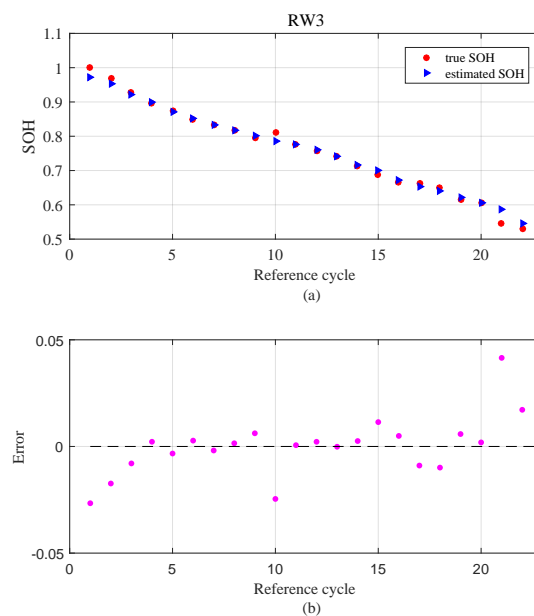 RW3
1.1
1
0.9
0.8
0.7
0.6
0.5
SOH
true SOH
estimated SOH
0 5 10 15 20
Reference cycle
(a)
0.05
0
-0.05
Error
0 5 10 15 20
Reference cycle
(b)